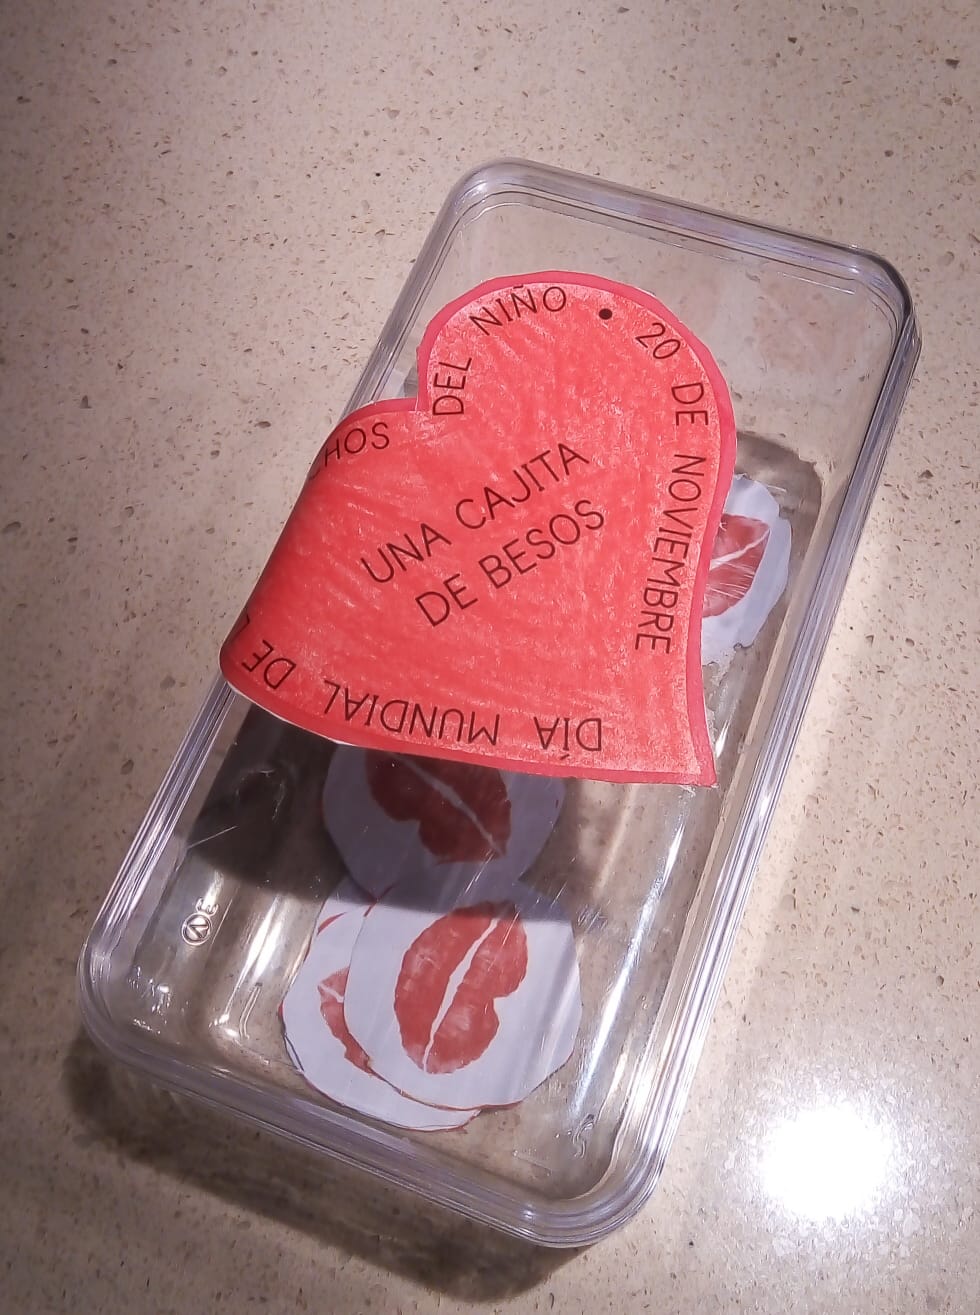 UNA CAJITA
DE BESOS
DÍA MUNDIAL DE
HOS DEL NIÑO • 20 DE NOVIEMBRE